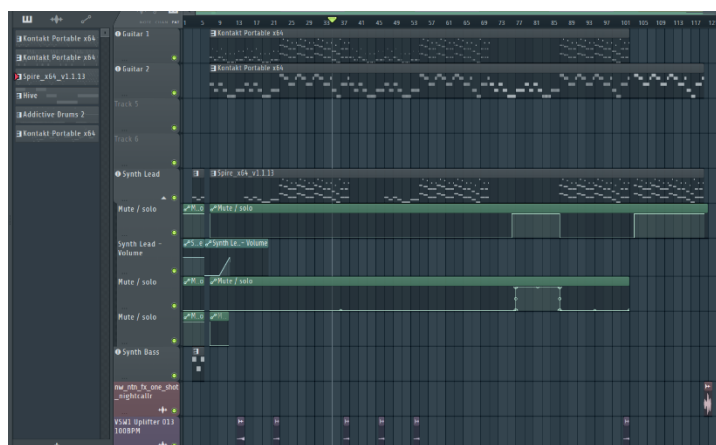 1 5 9 13 17 21 25 29 33 37 41 45 49 53 57 61 65 69 73 77 81 85 89 93 97 101 105 109 113 117 12
Kontakt Portable x64
Kontakt Portable x64
Spire_x64_v1.1.13
Hive
Addictive Drums 2
Kontakt Portable x64
Guitar 1
Kontakt Portable x64
Guitar 2
Kontakt Portable x64
Track 5
Track 6
Synth Lead
Spire_x64_v1.1.13
Mute / solo
M..o
Mute / solo
Synth Lead -
Volume
S..e
Synth Le..- Volume
Mute / solo
M..o
Mute / solo
Mute / solo
M..o
M
Synth Bass
nw_ntn_fx_one_shot
_nightcallr
VSW1 Uplifter 013
100BPM